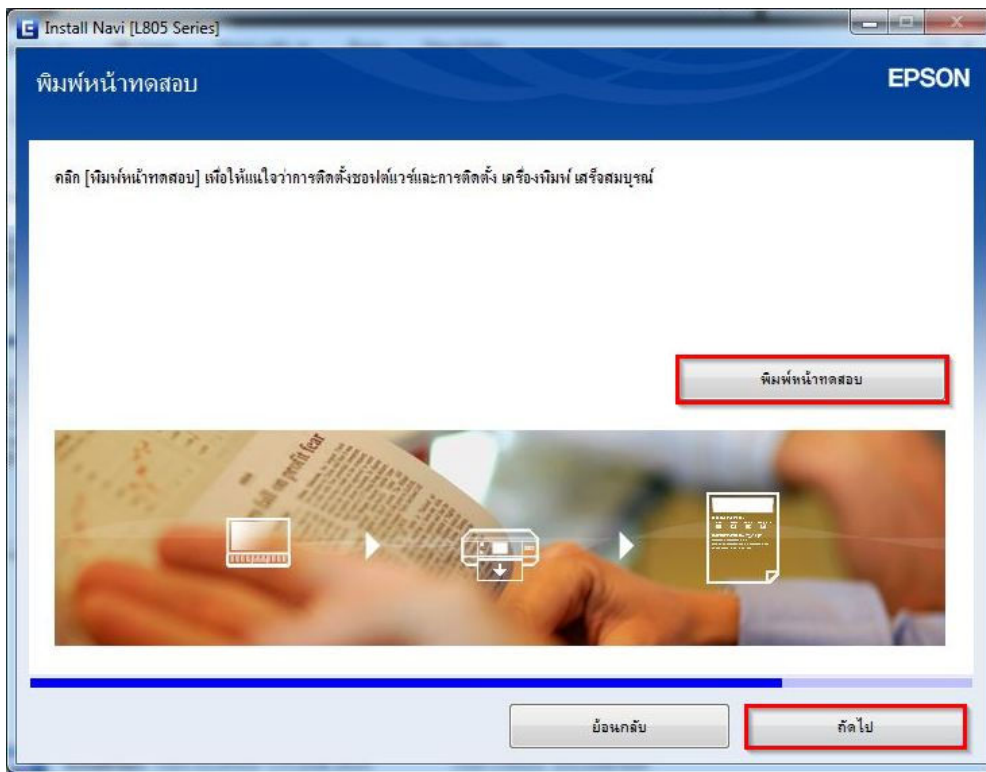 Install Navi [L805 Series]
พิมพ์หน้าทดสอบ
EPSON
คลิก [พิมพ์หน้าทดสอบ] เพื่อให้แน่ใจว่าการติดตั้งซอฟต์แวร์และการติดตั้ง เครื่องพิมพ์ เสร็จสมบูรณ์
พิมพ์หน้าทดสอบ
fall on profit fear
ย้อนกลับ
ถัดไป